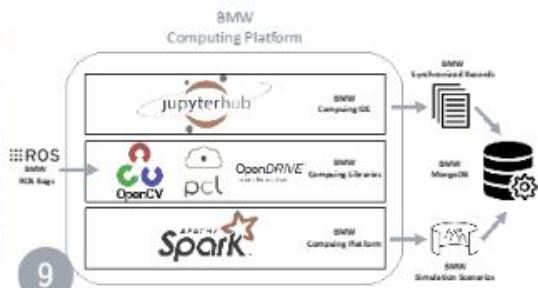 BMW
Computing Platform
jupyterhub
BMW
Computing IDE
BMW
Synchronized Records
ROS
BMW
ROS Bags
OpenCV
pcl
OpenDRIVE
BMW
Computing Libraries
BMW
MongoDB
APACHE
Spark
BMW
Computing Platform
BMW
Simulation Scenarios
9